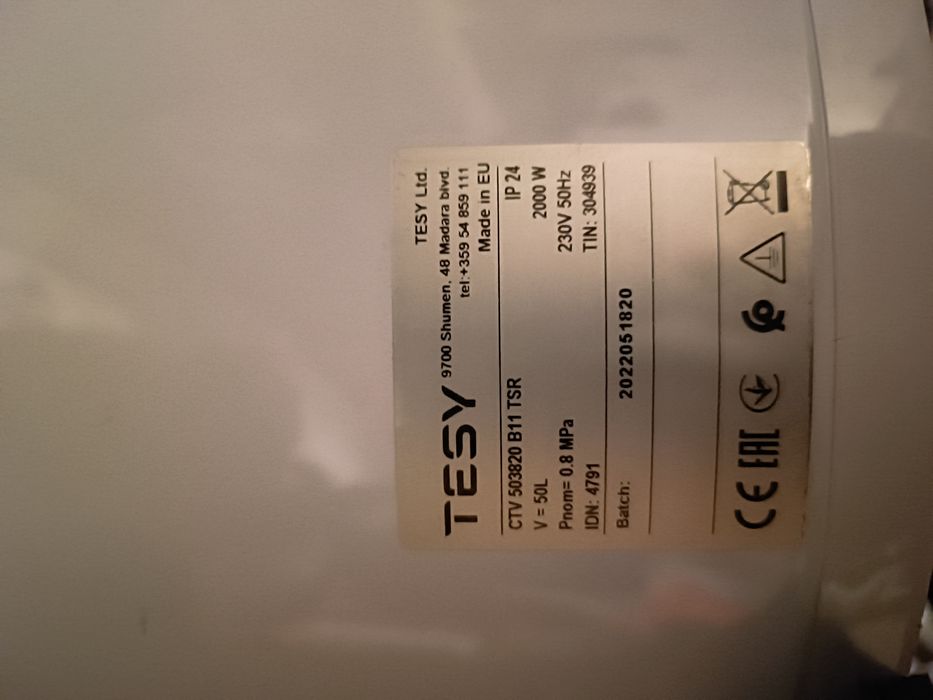 TESY Ltd.
TESY 9700 Shumen, 48 Madara blvd.
tel:+359 54 859 111
Made in EU
CTV 503820 B11 TSR IP 24
V = 50L 2000 W
Pnom= 0.8 MPa 230V 50Hz
IDN: 4791 TIN: 304939
Batch: 2022051820
CE EAC